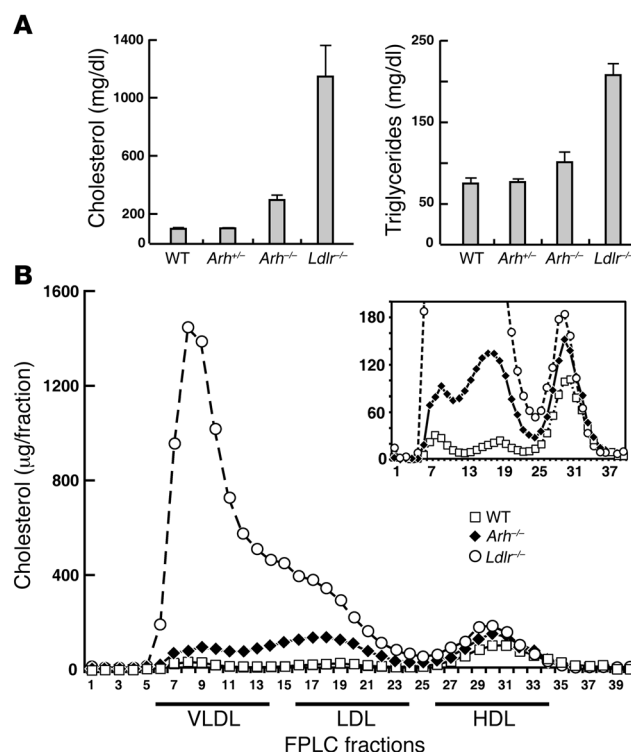 A
Cholesterol (mg/dl)
1400
1000
600
200
0
WT
Arh+/–
Arh–/–
Ldlr–/–
Triglycerides (mg/dl)
250
200
150
100
50
0
WT
Arh+/–
Arh–/–
Ldlr–/–
B
Cholesterol (µg/fraction)
1600
1200
800
400
0
1 3 5 7 9 11 13 15 17 19 21 23 25 27 29 31 33 35 37 39
VLDL LDL HDL
FPLC fractions
180
120
60
0
1 7 13 19 25 31 37
WT
Arh–/–
Ldlr–/–